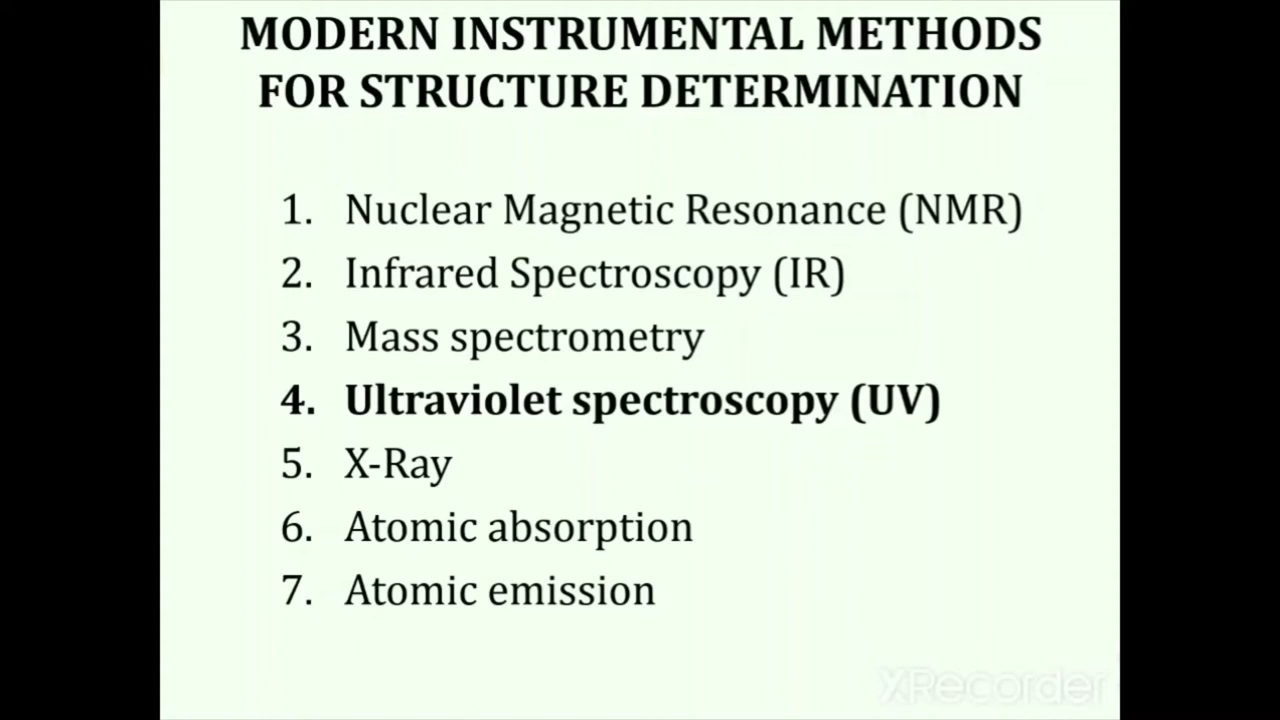 MODERN INSTRUMENTAL METHODS
FOR STRUCTURE DETERMINATION
1. Nuclear Magnetic Resonance (NMR)
2. Infrared Spectroscopy (IR)
3. Mass spectrometry
4. Ultraviolet spectroscopy (UV)
5. X-Ray
6. Atomic absorption
7. Atomic emission
XRecorder